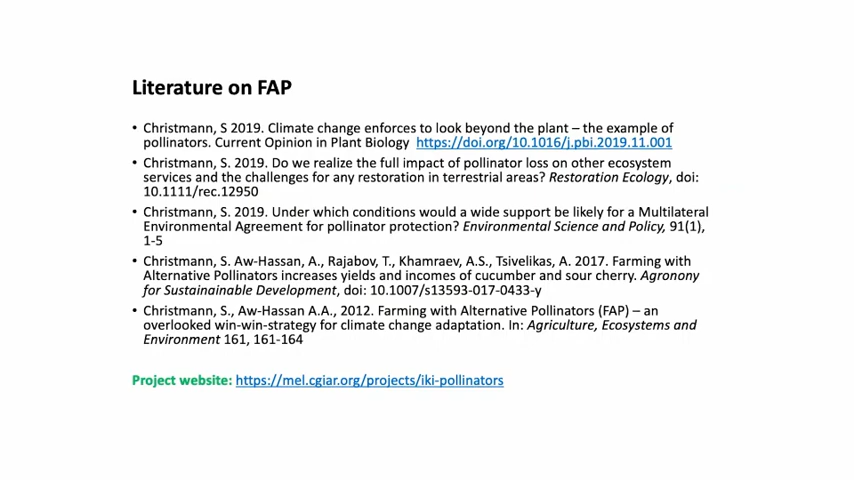 Literature on FAP
• Christmann, S 2019. Climate change enforces to look beyond the plant – the example of
pollinators. Current Opinion in Plant Biology https://doi.org/10.1016/j.pbi.2019.11.001
• Christmann, S. 2019. Do we realize the full impact of pollinator loss on other ecosystem
services and the challenges for any restoration in terrestrial areas? Restoration Ecology, doi:
10.1111/rec.12950
• Christmann, S. 2019. Under which conditions would a wide support be likely for a Multilateral
Environmental Agreement for pollinator protection? Environmental Science and Policy, 91(1),
1-5
• Christmann, S. Aw-Hassan, A., Rajabov, T., Khamraev, A.S., Tsivelikas, A. 2017. Farming with
Alternative Pollinators increases yields and incomes of cucumber and sour cherry. Agronony
for Sustainainable Development, doi: 10.1007/s13593-017-0433-y
• Christmann, S., Aw-Hassan A.A., 2012. Farming with Alternative Pollinators (FAP) – an
overlooked win-win-strategy for climate change adaptation. In: Agriculture, Ecosystems and
Environment 161, 161-164
Project website: https://mel.cgiar.org/projects/iki-pollinators